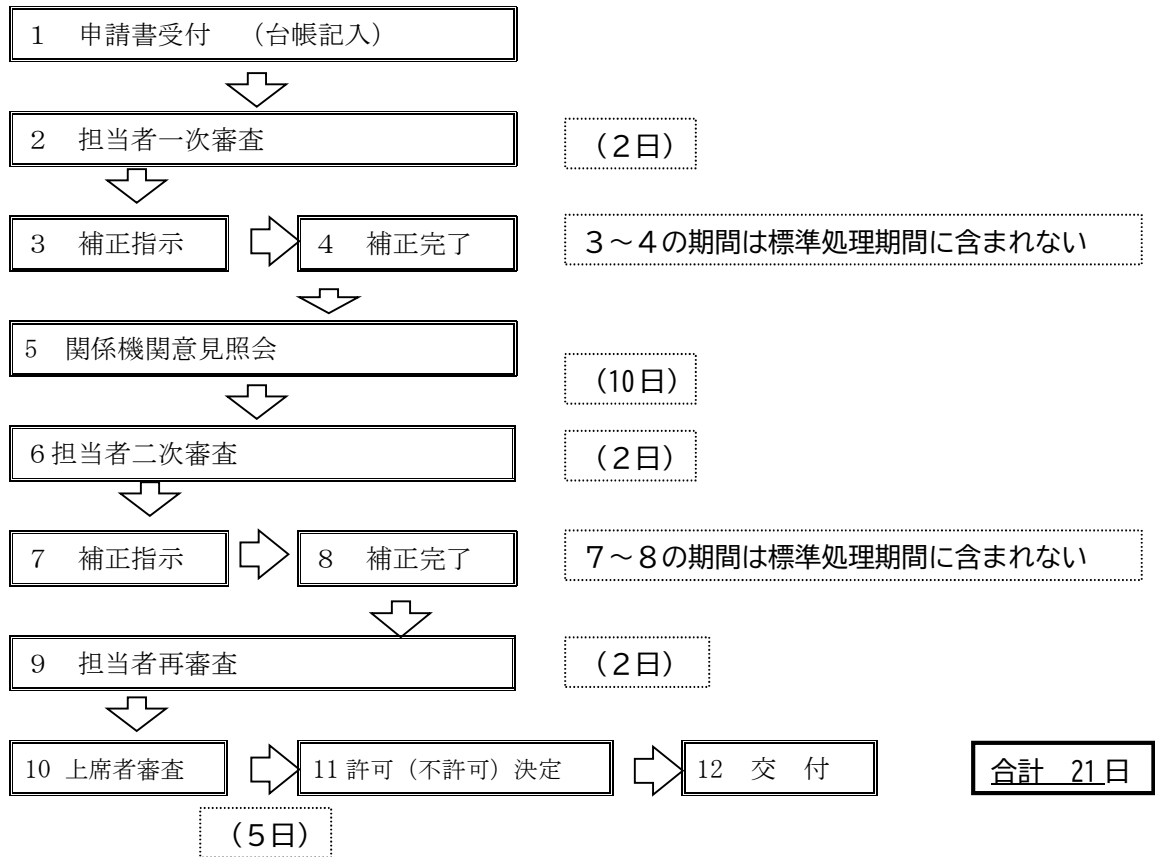 １　申請書受付　（台帳記入）
２　担当者一次審査
（２日）
３　補正指示
４　補正完了
３～４の期間は標準処理期間に含まれない
5　関係機関意見照会
（10日）
６担当者二次審査
（２日）
７　補正指示
８　補正完了
７～８の期間は標準処理期間に含まれない
９　担当者再審査
（２日）
10 上席者審査
11 許可（不許可）決定
12　交　付
合計　21 日
（５日）